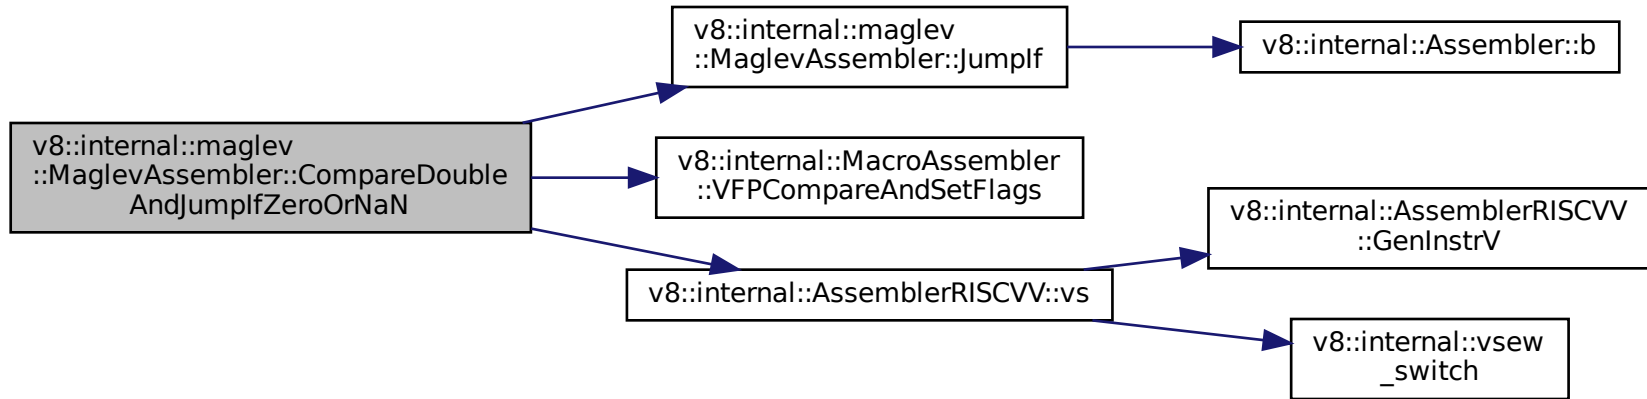 v8::internal::maglev
::MaglevAssembler::CompareDouble
AndJumpIfZeroOrNaN
v8::internal::maglev
::MaglevAssembler::JumpIf
v8::internal::Assembler::b
v8::internal::MacroAssembler
::VFPCompareAndSetFlags
v8::internal::AssemblerRISCVV::vs
v8::internal::AssemblerRISCVV
::GenInstrV
v8::internal::vsew
_switch